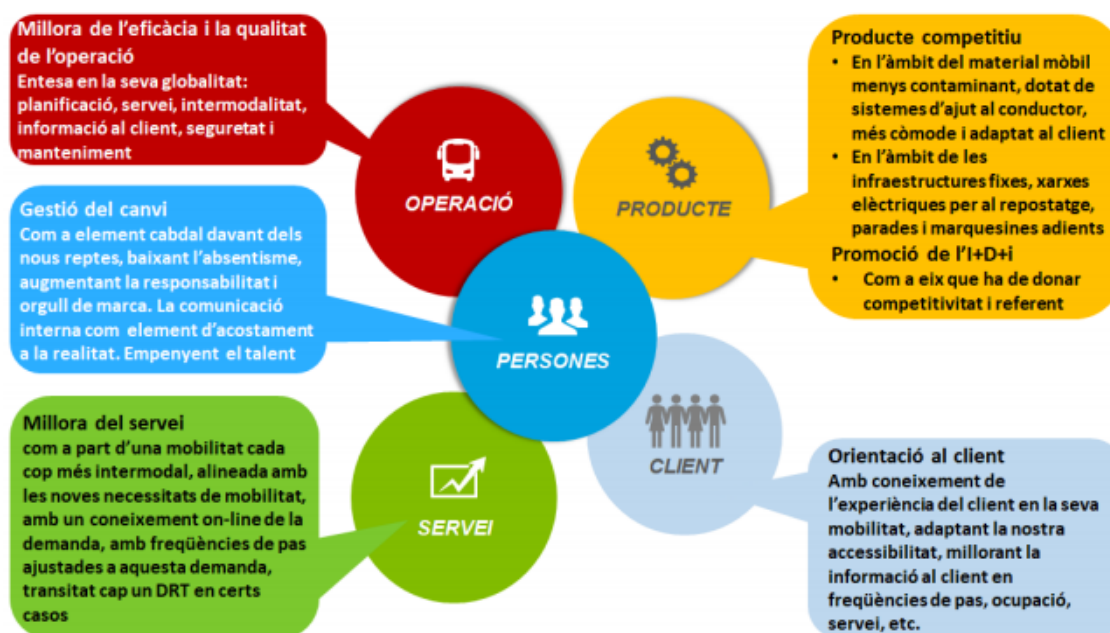 Millora de l'eficàcia i la qualitat
de l'operació
Entesa en la seva globalitat:
planificació, servei, intermodalitat,
informació al client, seguretat i
manteniment
OPERACIÓ
Gestió del canvi
Com a element cabdal davant dels
nous reptes, baixant l'absentisme,
augmentant la responsabilitat i
orgull de marca. La comunicació
interna com element d'acostament
a la realitat. Empenyent el talent
PERSONES
Millora del servei
com a part d'una mobilitat cada
cop més intermodal, alineada amb
les noves necessitats de mobilitat,
amb un coneixement on-line de la
demanda, amb freqüències de pas
ajustades a aquesta demanda,
transitat cap un DRT en certs
casos
SERVEI
Producte competitiu
• En l'àmbit del material mòbil
menys contaminant, dotat de
sistemes d'ajut al conductor,
més còmode i adaptat al client
• En l'àmbit de les
infraestructures fixes, xarxes
elèctriques per al repostatge,
parades i marquesines adients
Promoció de l'I+D+i
• Com a eix que ha de donar
competitivitat i referent
PRODUCTE
Orientació al client
Amb coneixement de
l'experiència del client en la seva
mobilitat, adaptant la nostra
accessibilitat, millorant la
informació al client en
freqüències de pas, ocupació,
servei, etc.
CLIENT